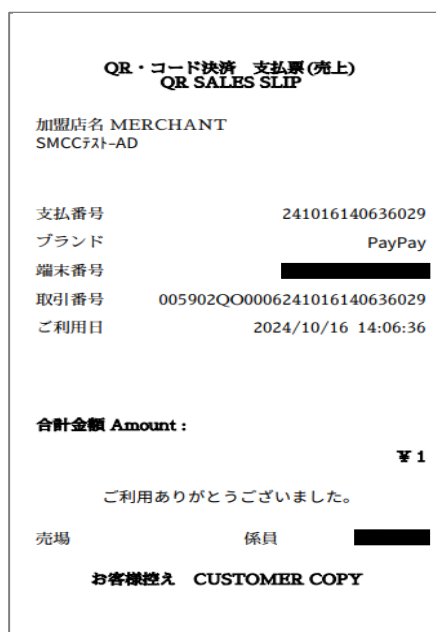 QR・コード決済 支払票(売上)
QR SALES SLIP
加盟店名 MERCHANT
SMCCテスト-AD
支払番号 241016140636029
ブランド PayPay
端末番号
取引番号 005902QO0006241016140636029
ご利用日 2024/10/16 14:06:36
合計金額 Amount :
¥ 1
ご利用ありがとうございました。
売場 係員
お客様控え CUSTOMER COPY